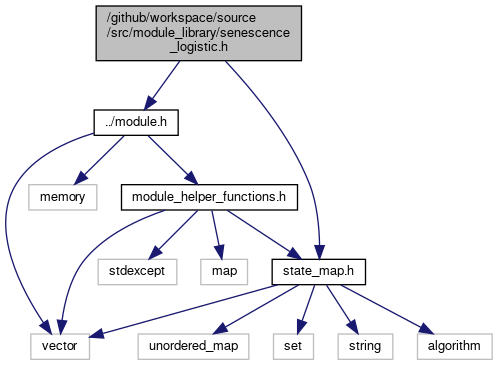 /github/workspace/source
/src/module_library/senescence
_logistic.h
../module.h
memory
module_helper_functions.h
stdexcept
map
state_map.h
vector
unordered_map
set
string
algorithm